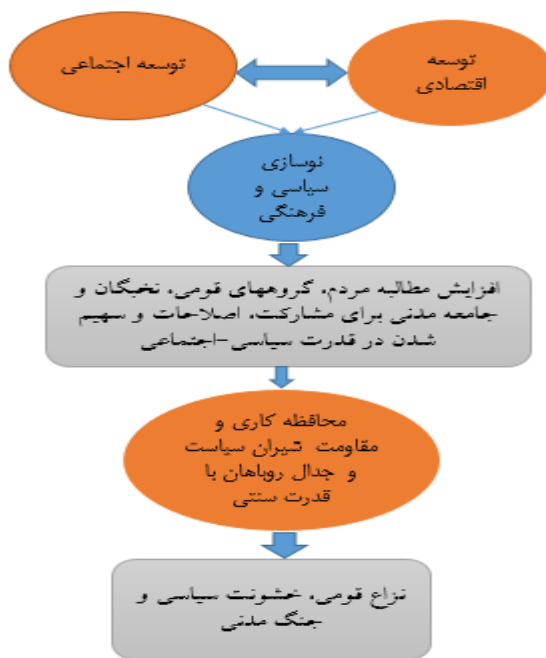 توسعه اجتماعی
توسعه
اقتصادی
نوسازی
سیاسی و
فرهنگی
افزایش مطالبه مردم، گروههای قومی، نخبگان و
جامعه مدنی برای مشارکت، اصلاحات و سهیم
شدن در قدرت سیاسی-اجتماعی
محافظه کاری و
مقاومت شیران سیاست
و جدال روباهان با
قدرت سنتی
نزاع قومی، خشونت سیاسی و
جنگ مدنی